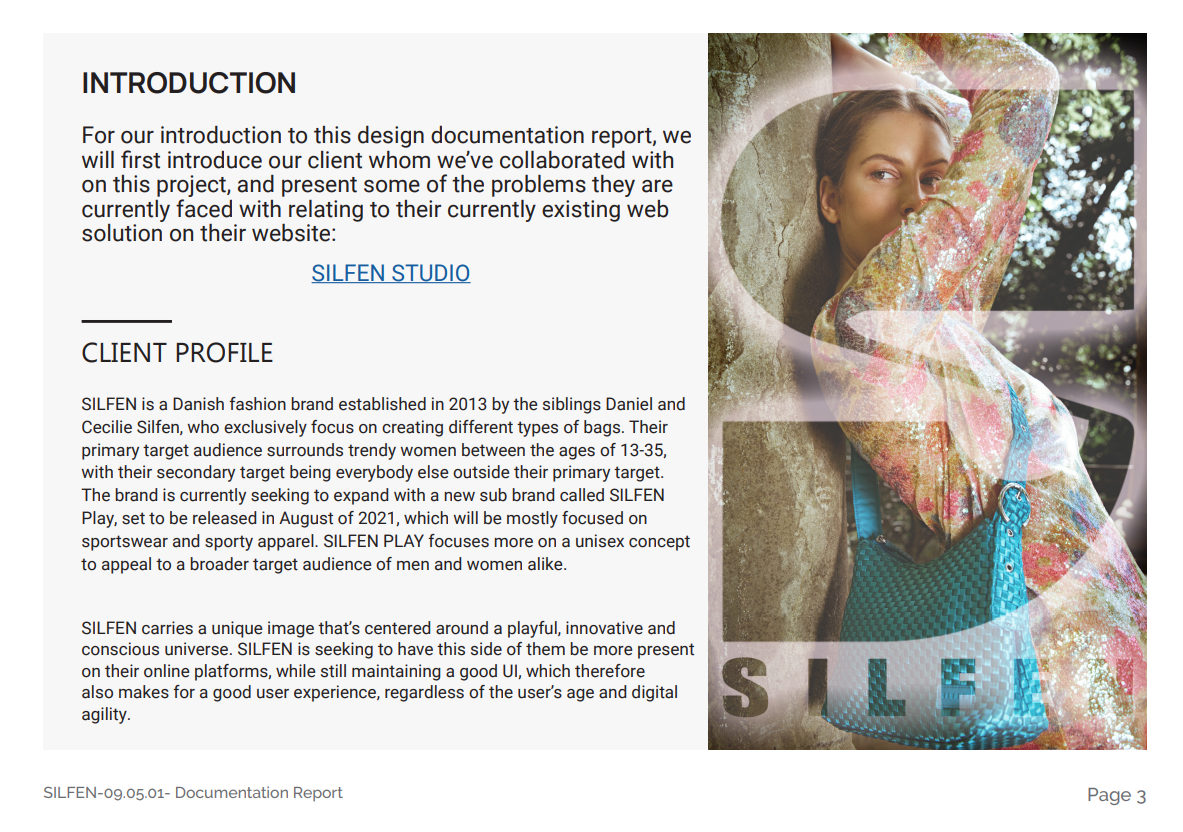 INTRODUCTION
For our introduction to this design documentation report, we
will first introduce our client whom we've collaborated with
on this project, and present some of the problems they are
currently faced with relating to their currently existing web
solution on their website:
SILFEN STUDIO
CLIENT PROFILE
SILFEN is a Danish fashion brand established in 2013 by the siblings Daniel and
Cecilie Silfen, who exclusively focus on creating different types of bags. Their
primary target audience surrounds trendy women between the ages of 13-35,
with their secondary target being everybody else outside their primary target.
The brand is currently seeking to expand with a new sub brand called SILFEN
Play, set to be released in August of 2021, which will be mostly focused on
sportswear and sporty apparel. SILFEN PLAY focuses more on a unisex concept
to appeal to a broader target audience of men and women alike.
SILFEN carries a unique image that's centered around a playful, innovative and
conscious universe. SILFEN is seeking to have this side of them be more present
on their online platforms, while still maintaining a good UI, which therefore
also makes for a good user experience, regardless of the user's age and digital
agility.
SILFE
SILFEN-09.05.01- Documentation Report
Page 3